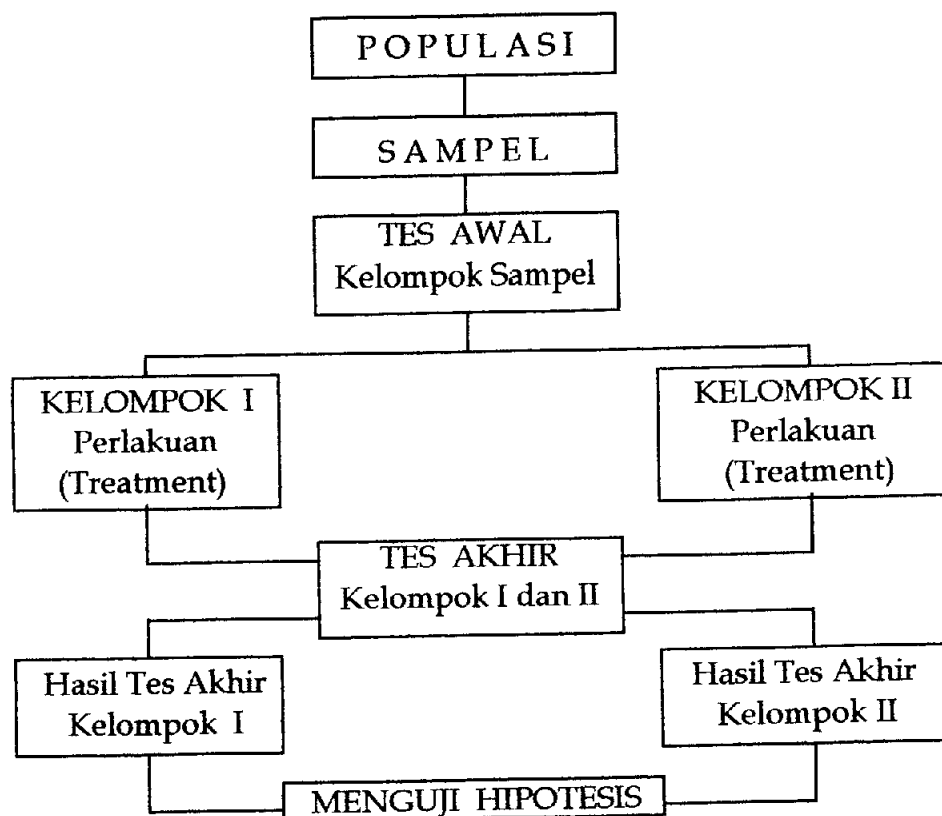 POPULASI
SAMPEL
TES AWAL
Kelompok Sampel
KELOMPOK I
Perlakuan
(Treatment)
KELOMPOK II
Perlakuan
(Treatment)
TES AKHIR
Kelompok I dan II
Hasil Tes Akhir
Kelompok I
Hasil Tes Akhir
Kelompok II
MENGUJI HIPOTESIS